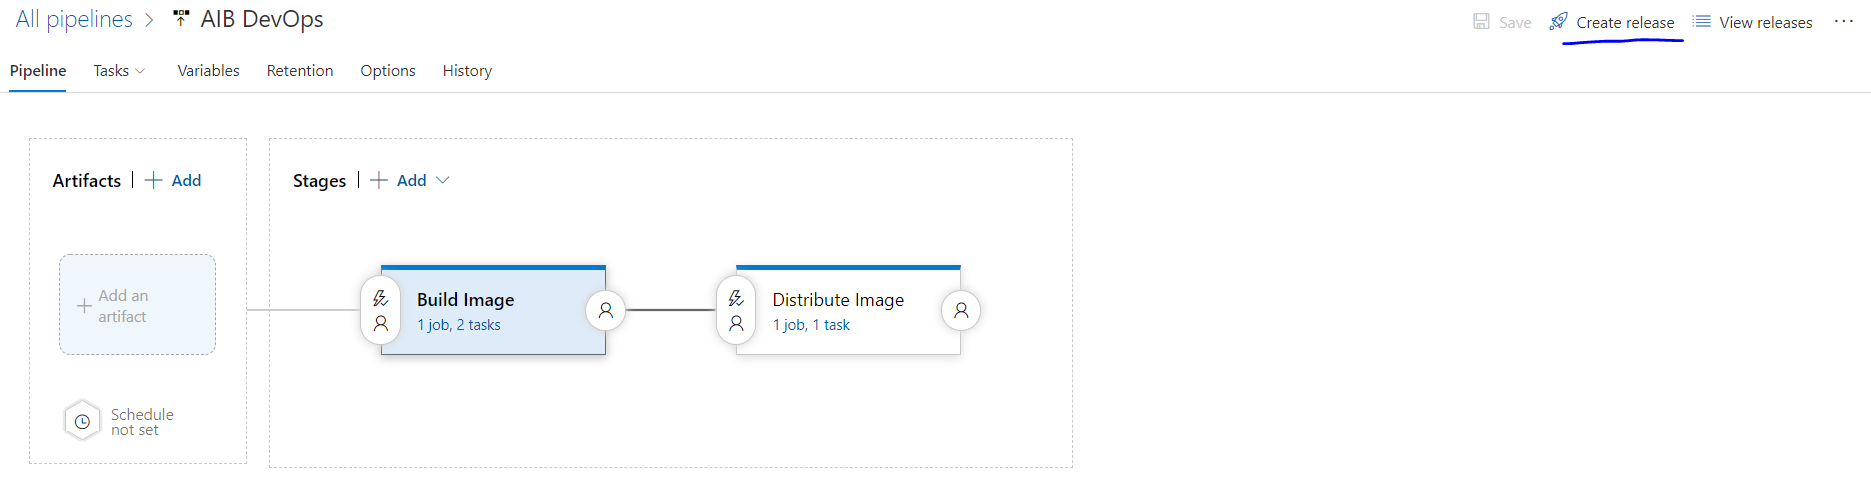 All pipelines > AIB DevOps
Save Create release View releases ...
Pipeline Tasks Variables Retention Options History
Artifacts | + Add
Stages | + Add
+ Add an
artifact
Build Image
1 job, 2 tasks
Distribute Image
1 job, 1 task
Schedule
not set